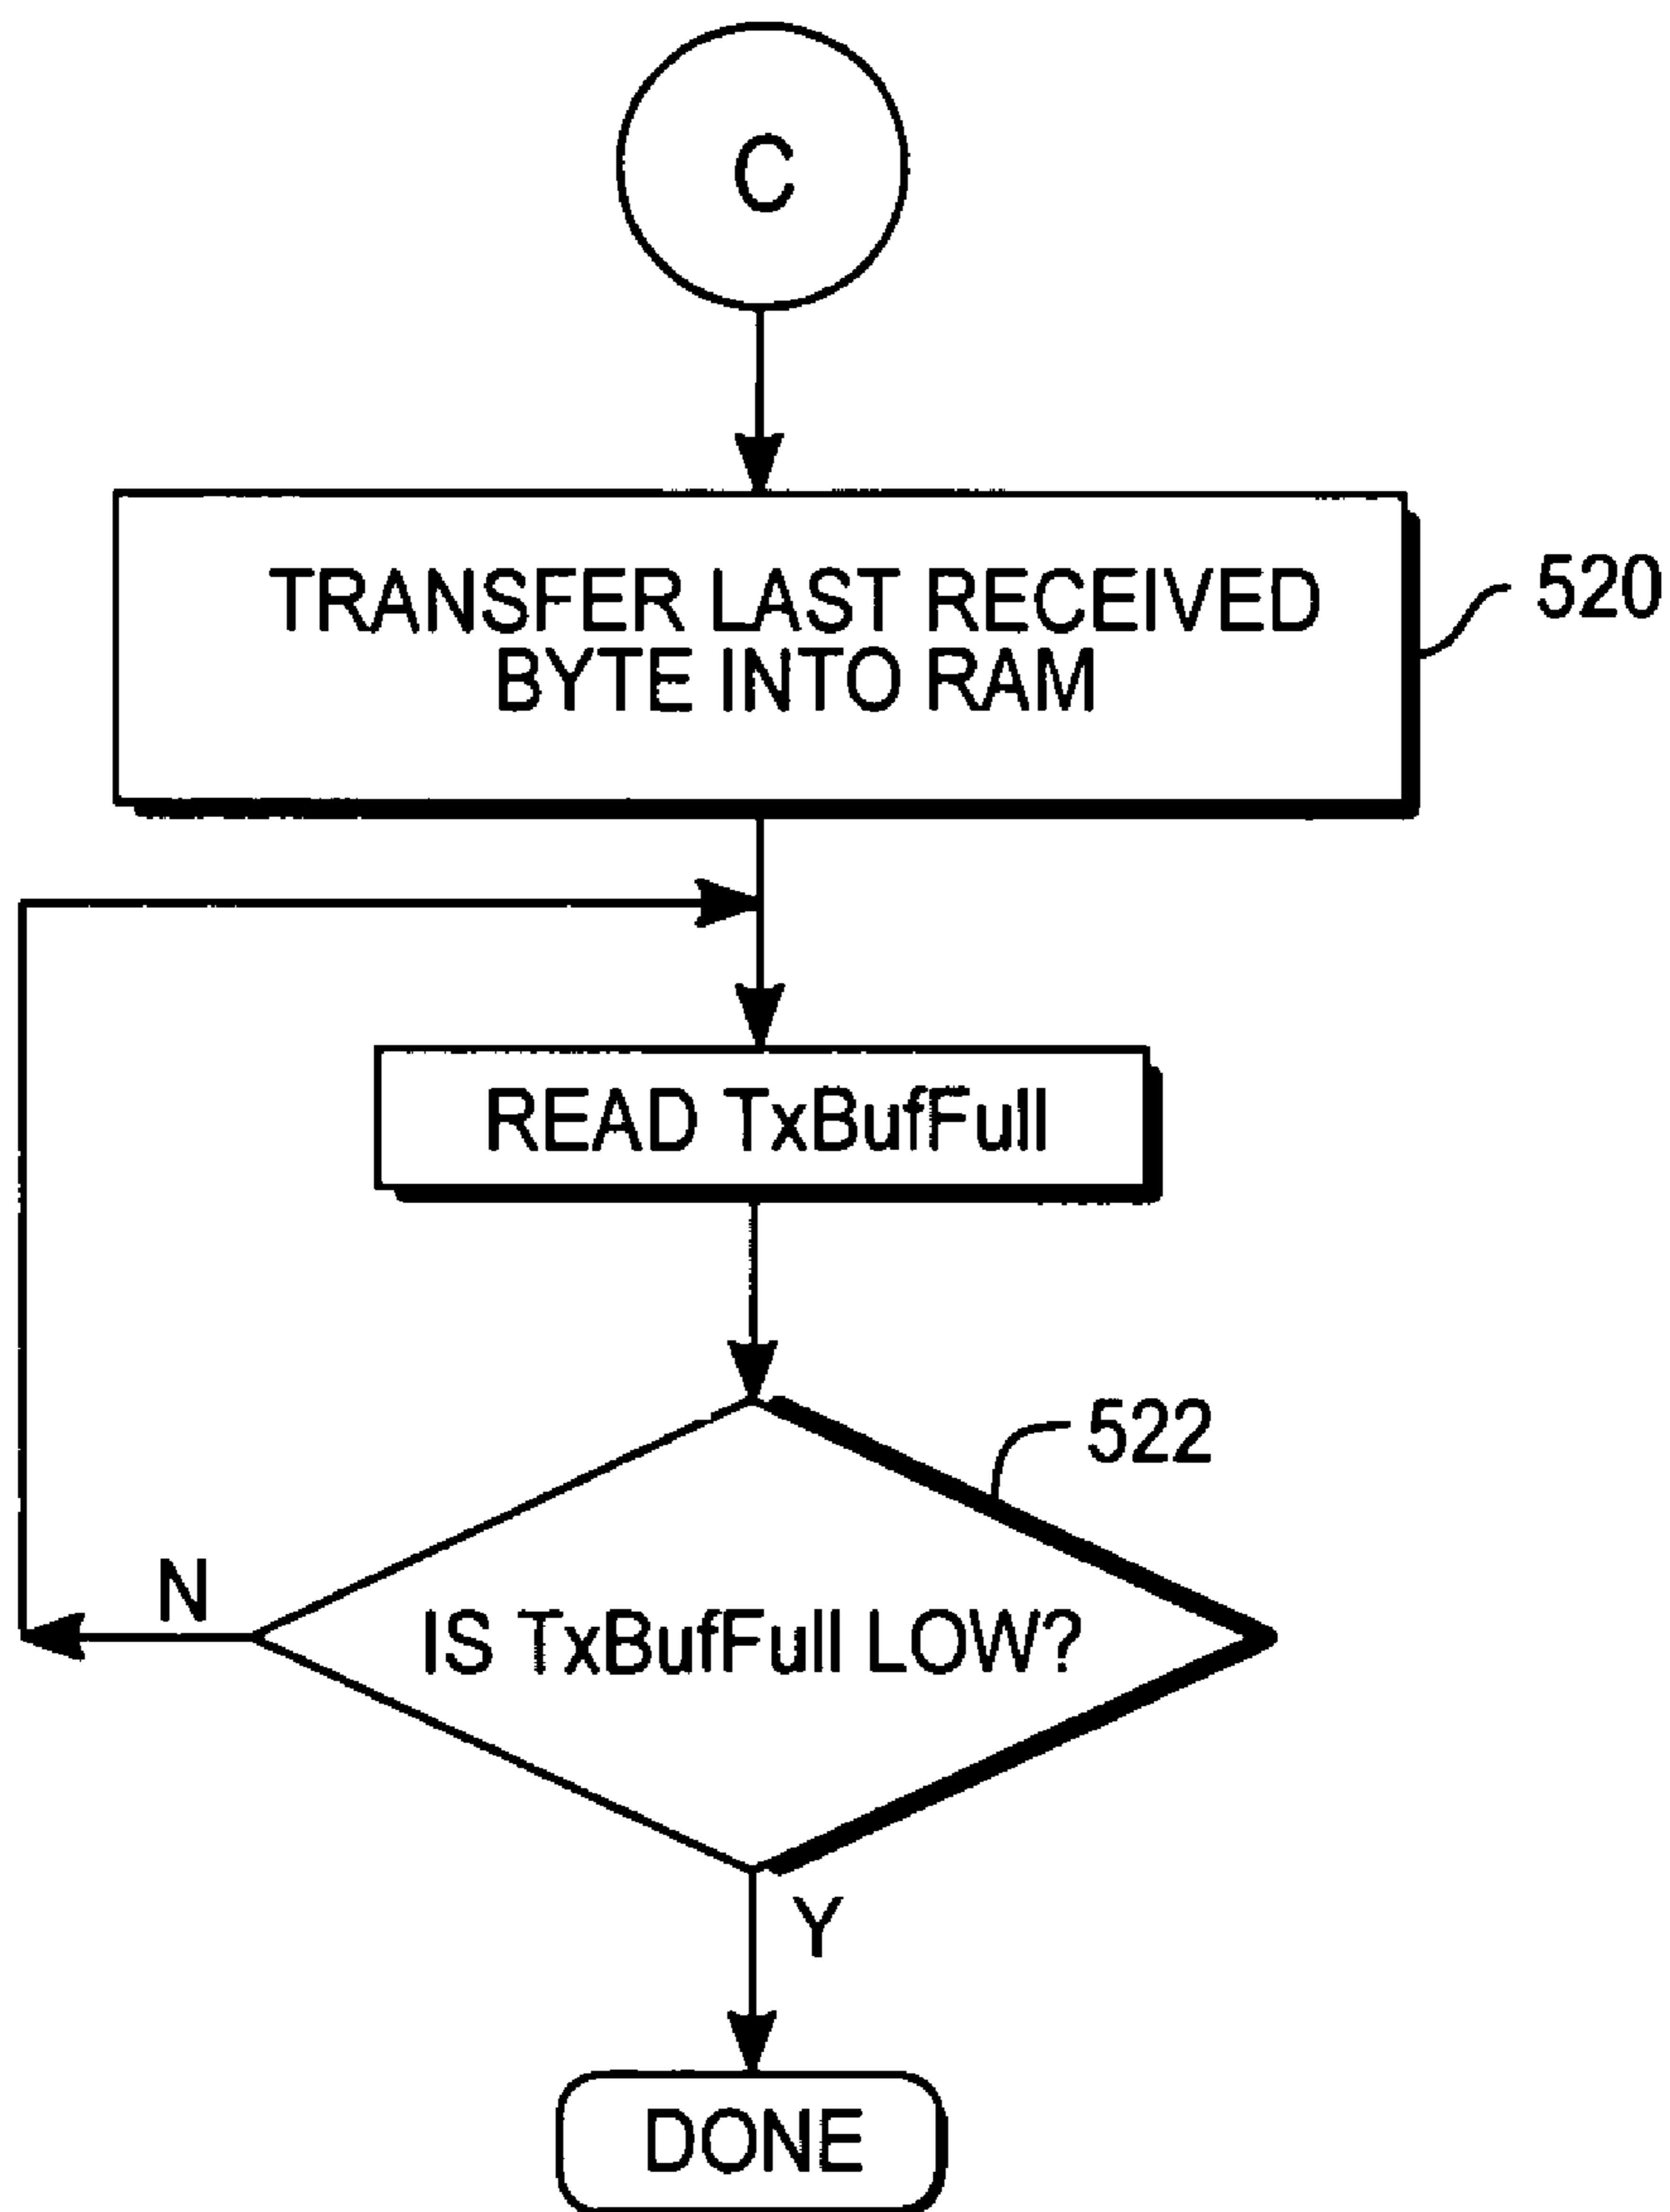 C
TRANSFER LAST RECEIVED
BYTE INTO RAM
520
READ TxBufFull
522
N
IS TxBufFull LOW?
Y
DONE